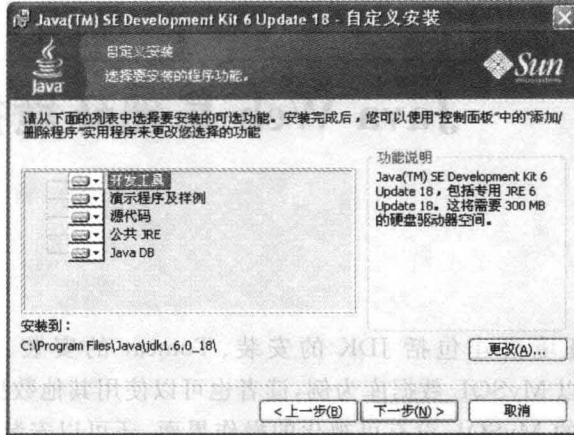 Java(TM) SE Development Kit 6 Update 18 - 自定义安装
自定义安装
选择要安装的程序功能。
Java
Sun
请从下面的列表中选择要安装的可选功能。安装完成后，您可以使用“控制面板”中的“添加/
删除程序”实用程序来更改您选择的功能
开发工具
演示程序及样例
源代码
公共 JRE
Java DB
功能说明
Java(TM) SE Development Kit 6
Update 18，包括专用 JRE 6
Update 18。这将需要 300 MB
的硬盘驱动器空间。
安装到：
C:\Program Files\Java\jdk1.6.0_18\
更改(A)...
<上一步(B)
下一步(N) >
取消